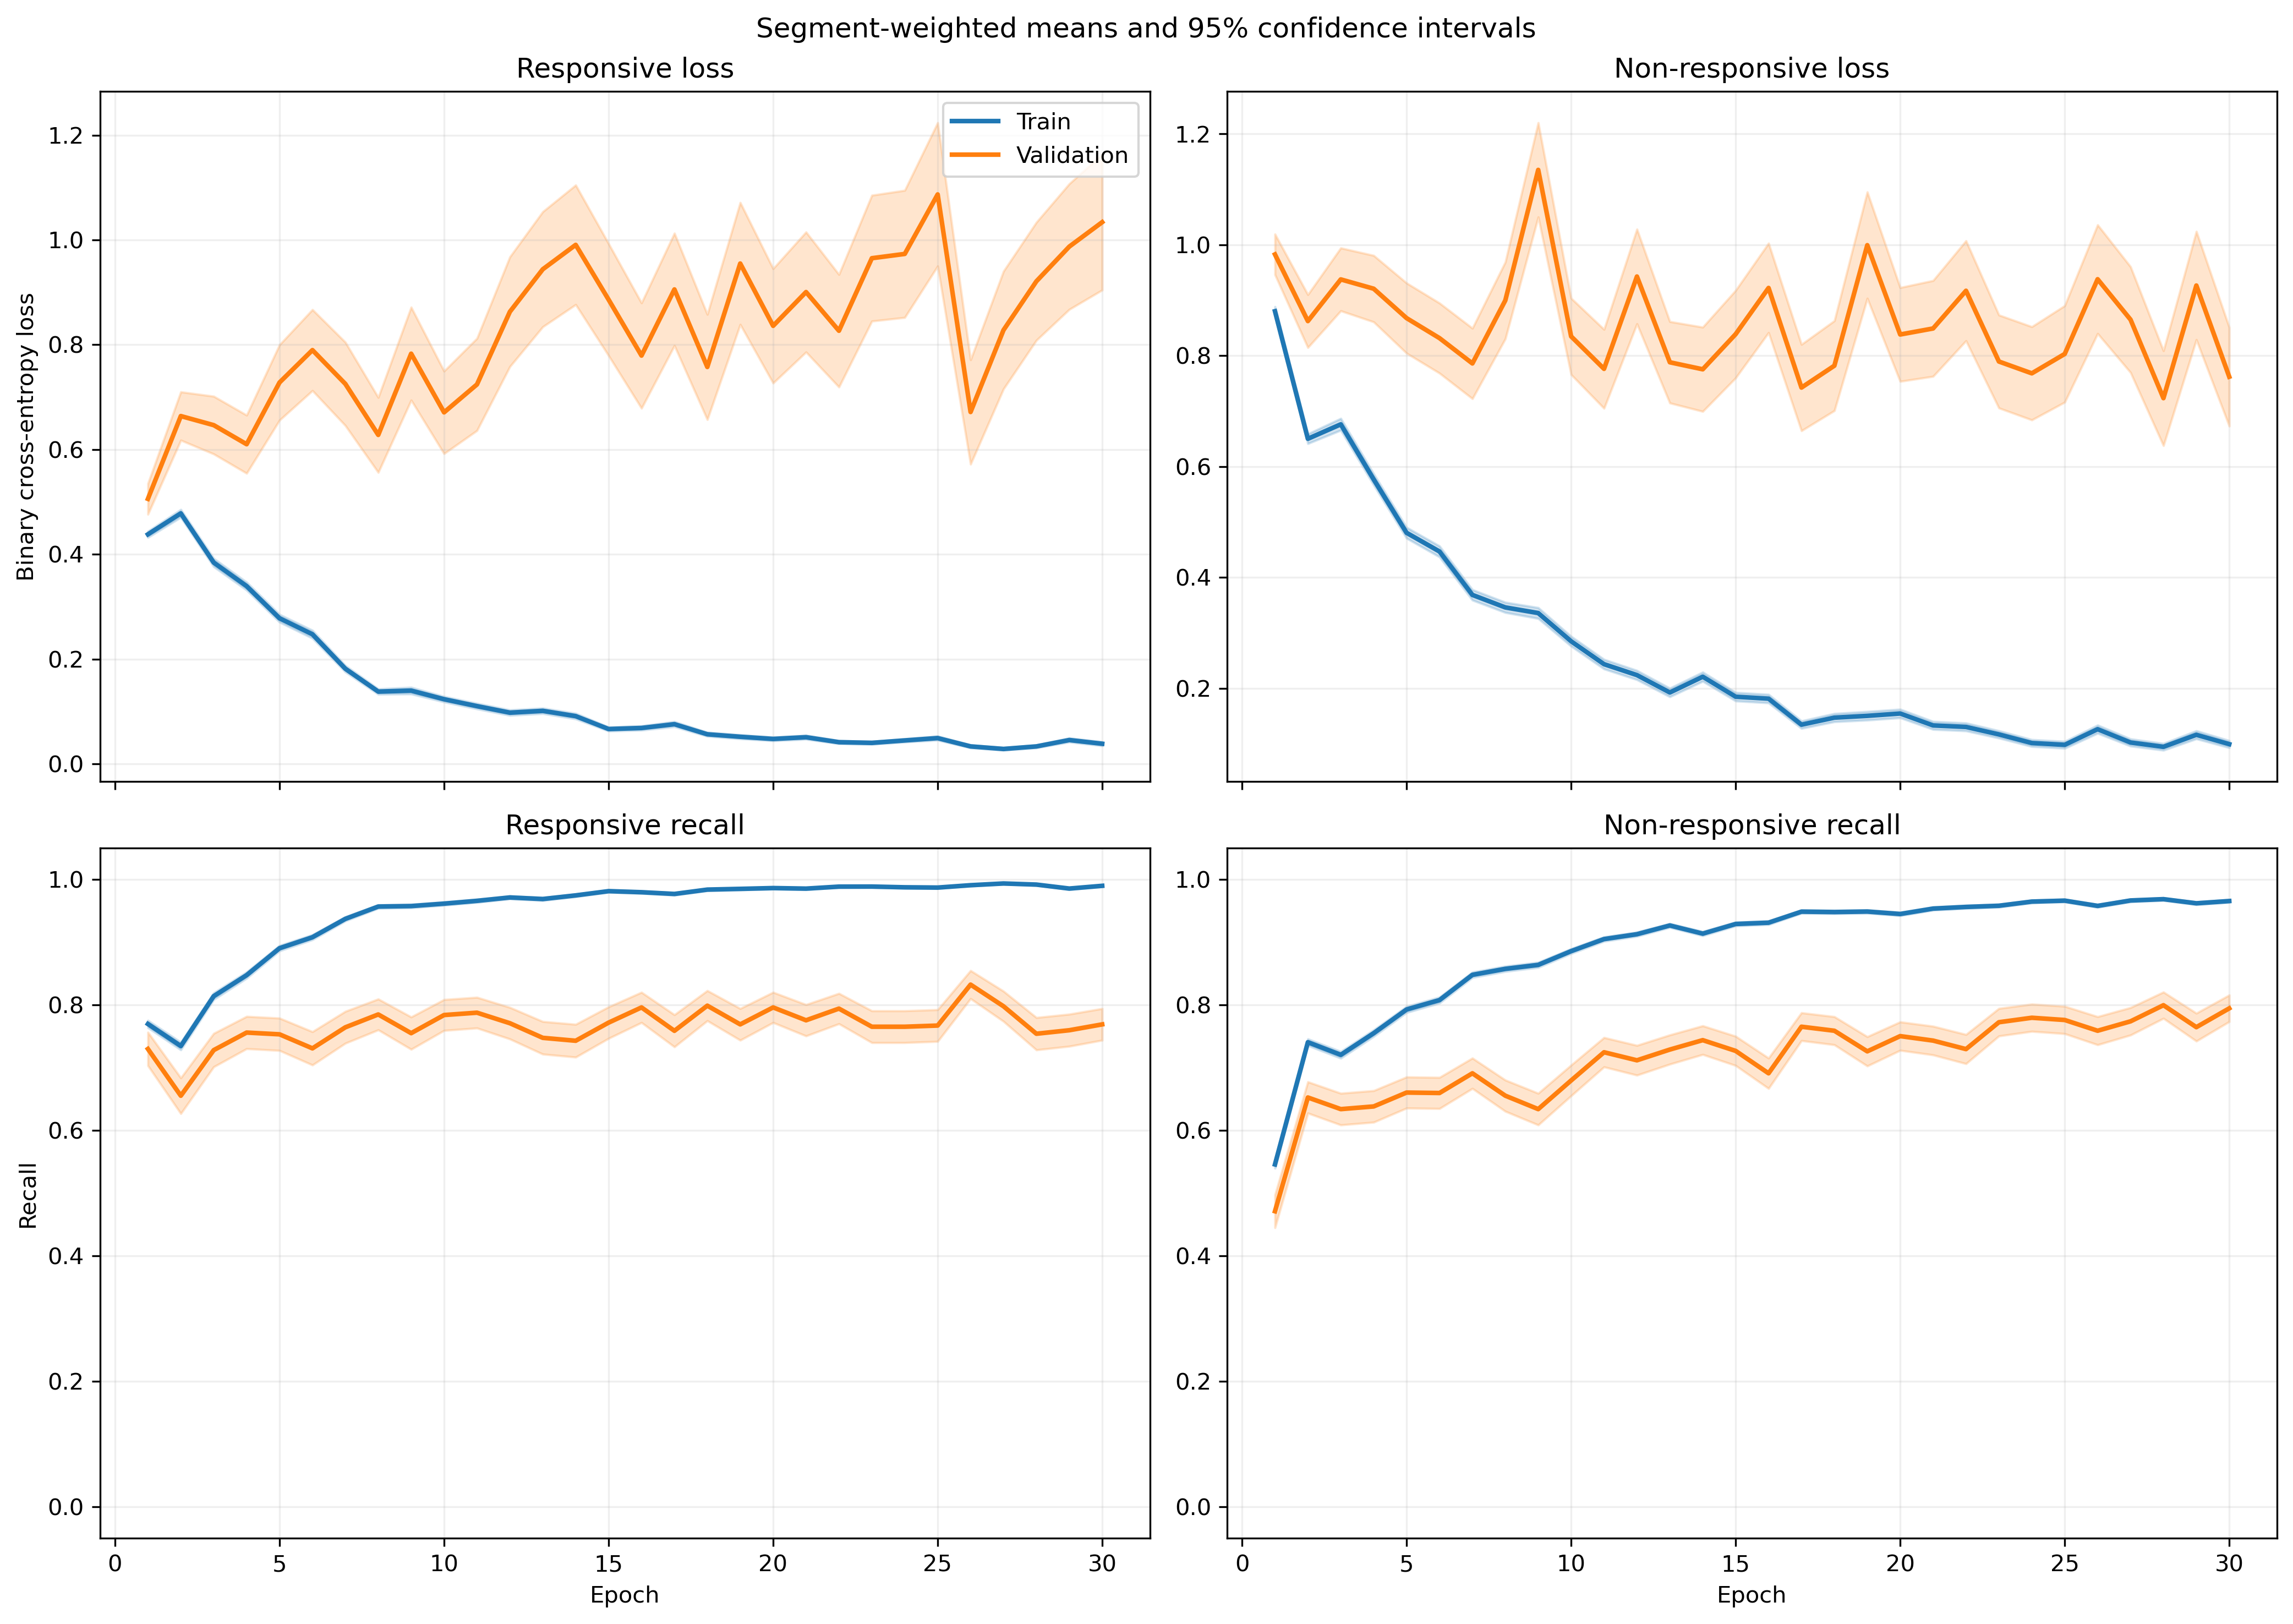 Segment-weighted means and 95% confidence intervals
Responsive loss
Non-responsive loss
Train
Validation
Binary cross-entropy loss
1.2
1.0
0.8
0.6
0.4
0.2
0.0
1.2
1.0
0.8
0.6
0.4
0.2
Responsive recall
Non-responsive recall
Recall
1.0
0.8
0.6
0.4
0.2
0.0
1.0
0.8
0.6
0.4
0.2
0.0
0 5 10 15 20 25 30
0 5 10 15 20 25 30
Epoch
Epoch